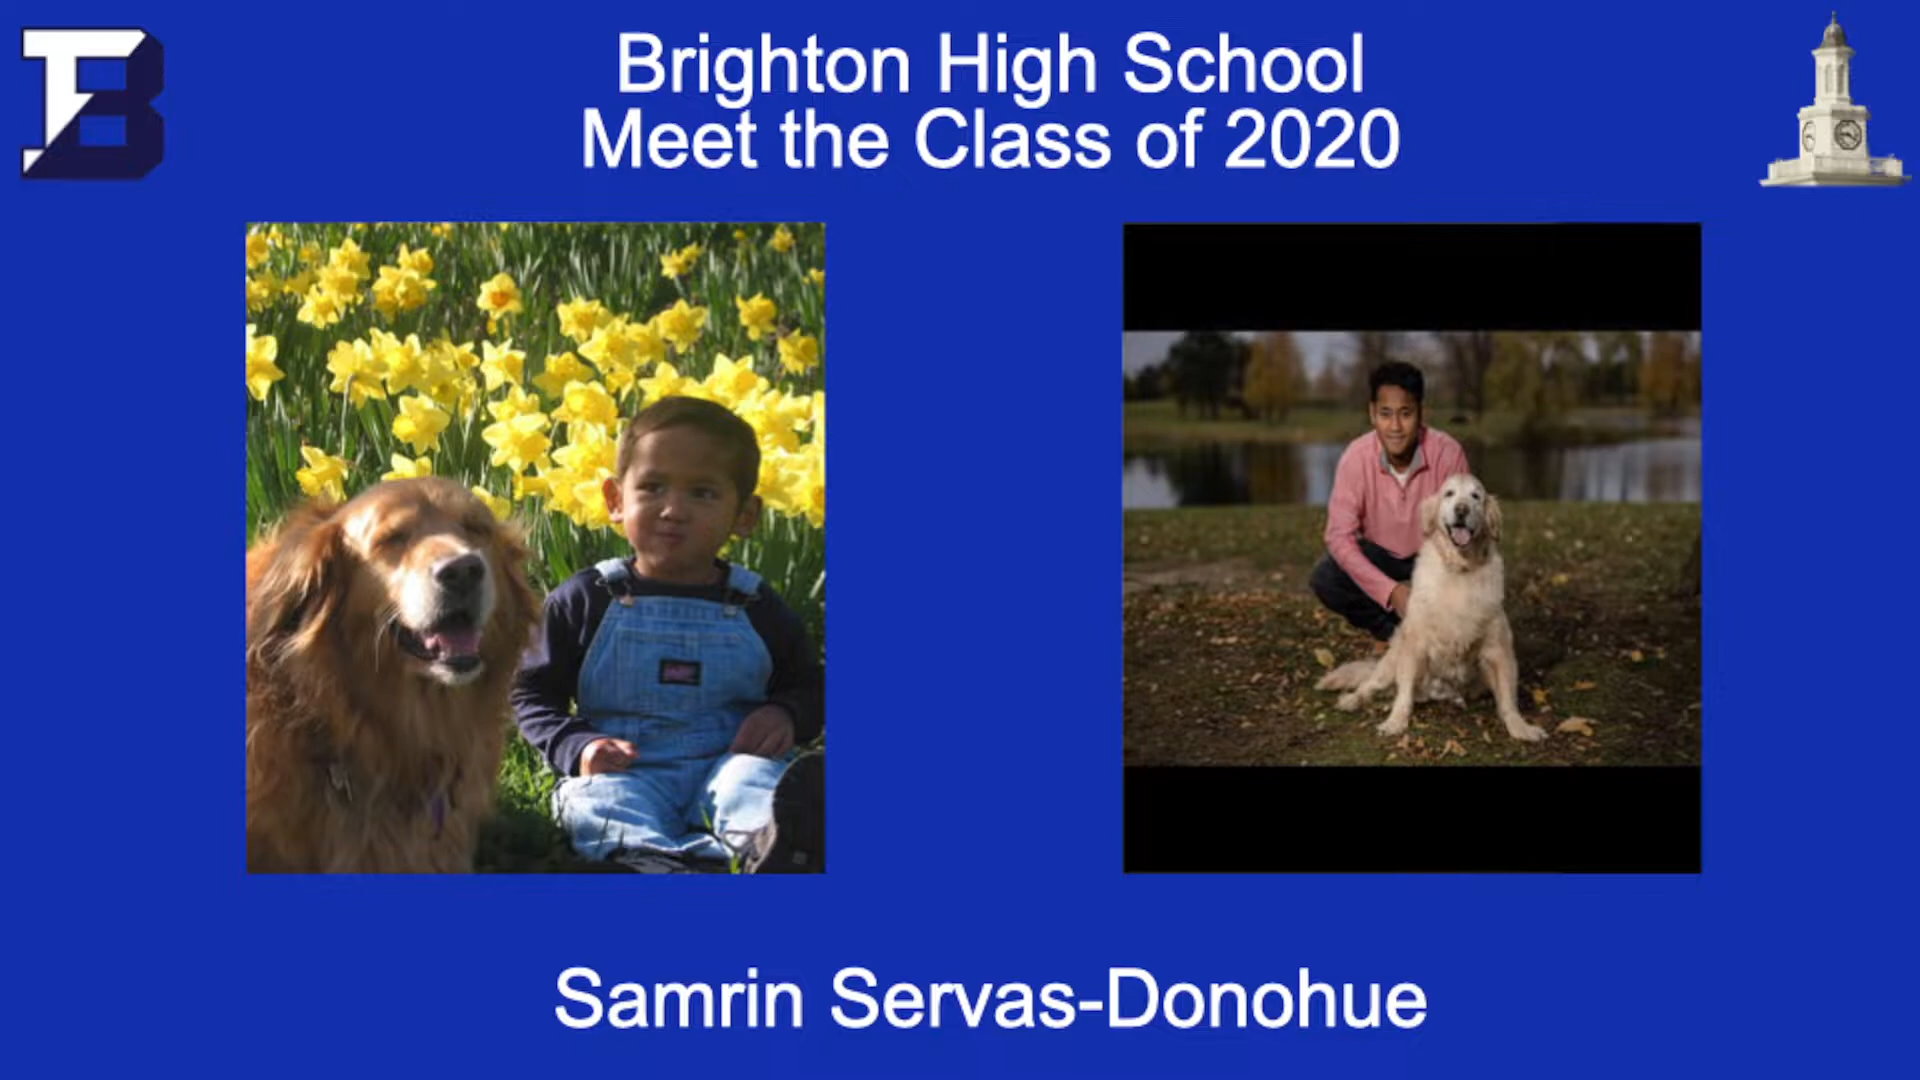 Brighton High School
Meet the Class of 2020
B
Samrin Servas-Donohue